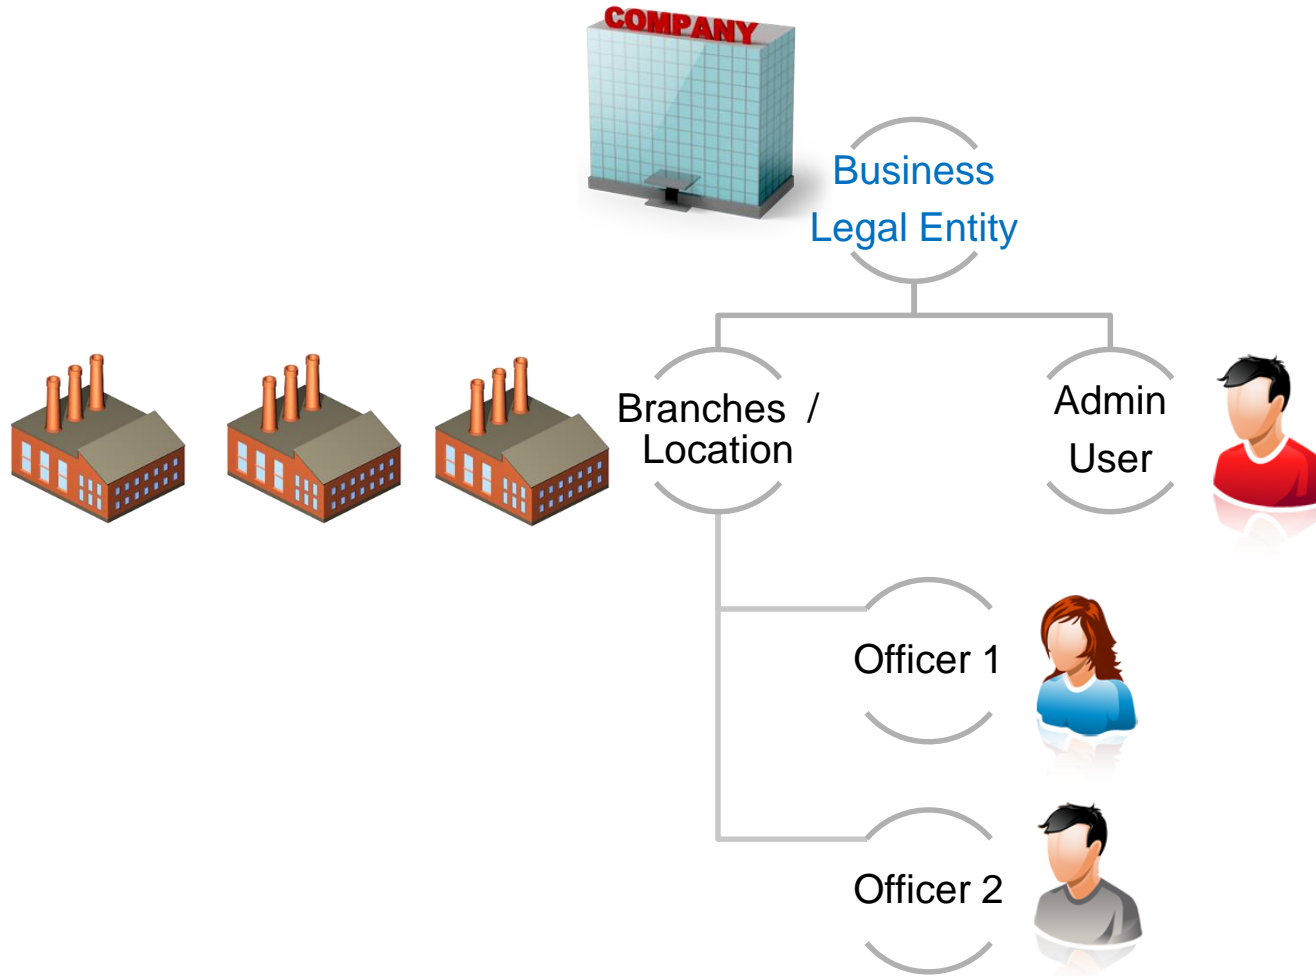 COMPANY
Business
Legal Entity
Branches /
Location
Admin
User
Officer 1
Officer 2